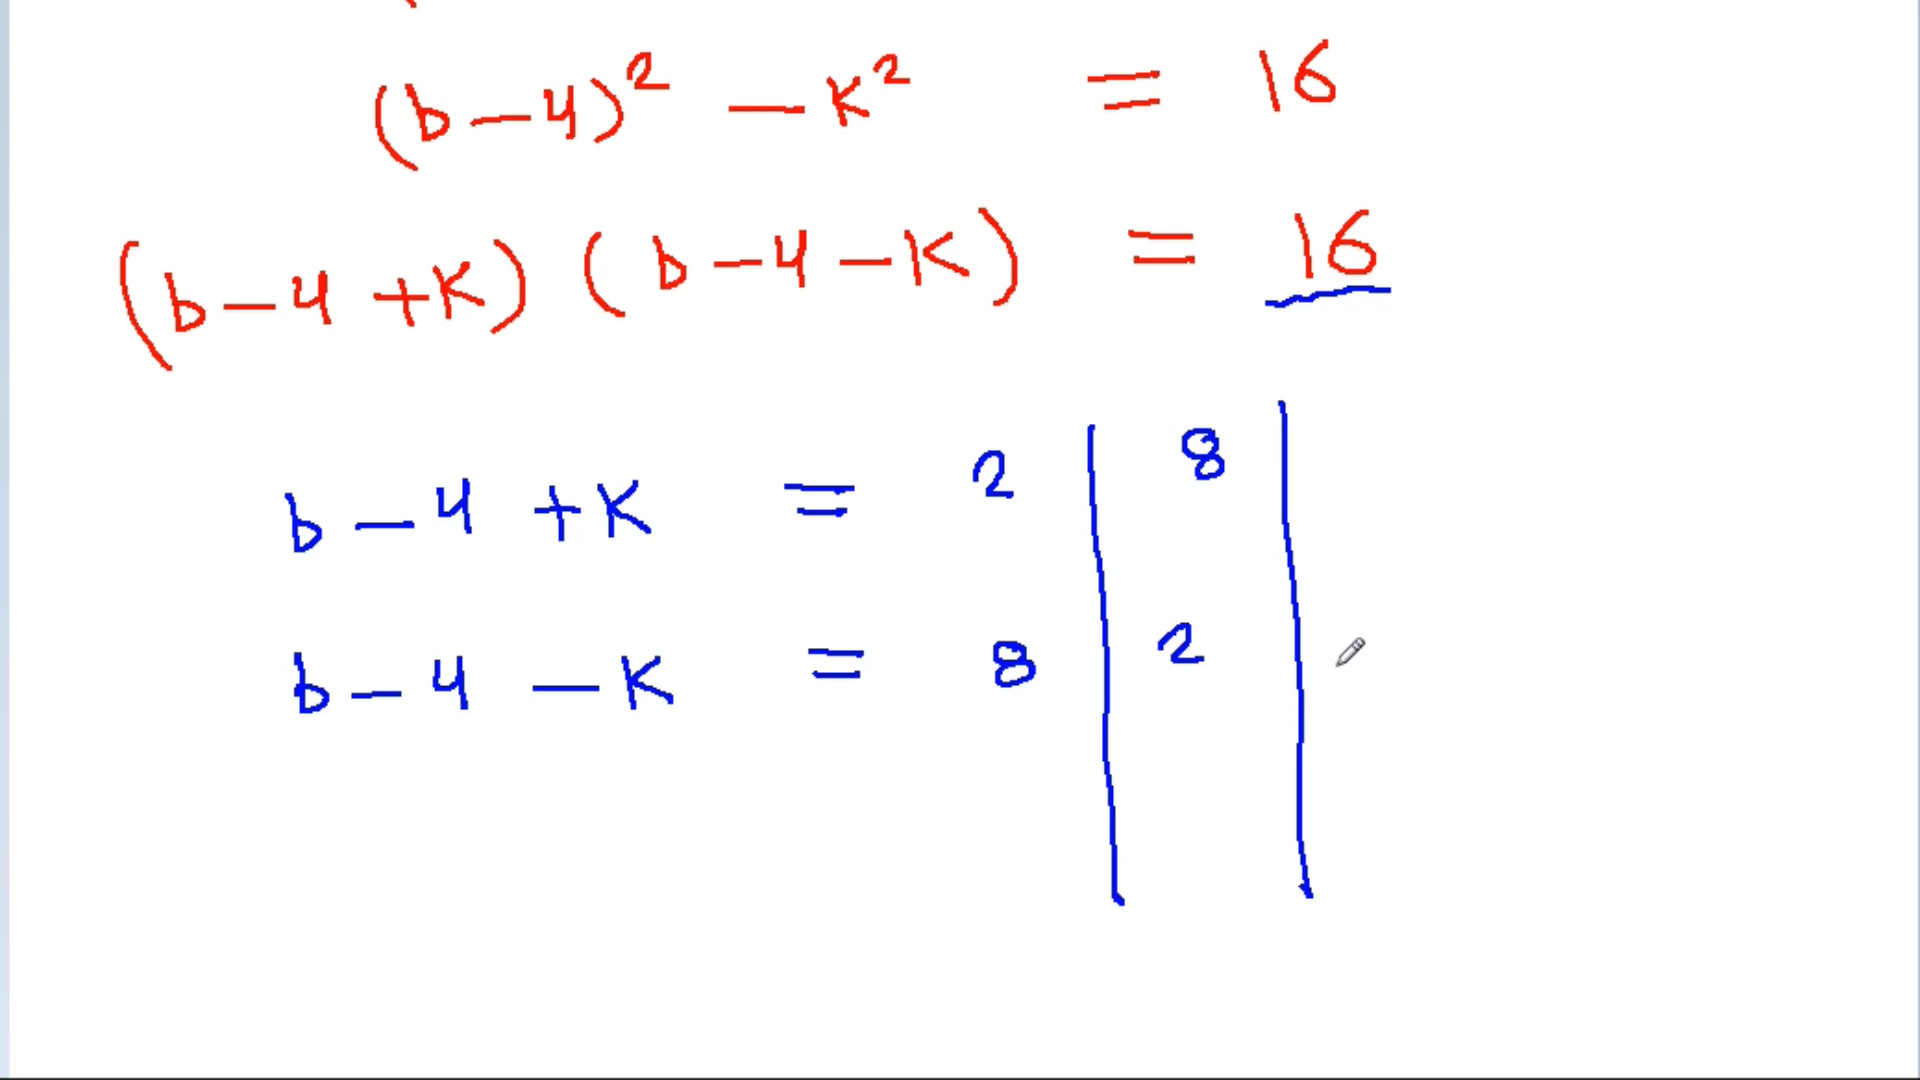 (b-4)² - K² = 16
(b-4+K) (b-4-K) = 16
b-4+K = 2 | 8 |
b-4-K = 8 | 2 |